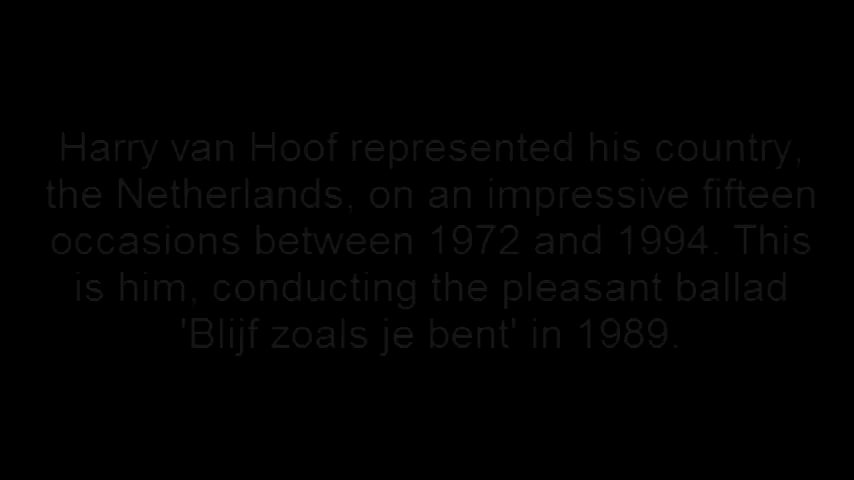 Harry van Hoof represented his country,
the Netherlands, on an impressive fifteen
occasions between 1972 and 1994. This
is him, conducting the pleasant ballad
'Blijf zoals je bent' in 1989.